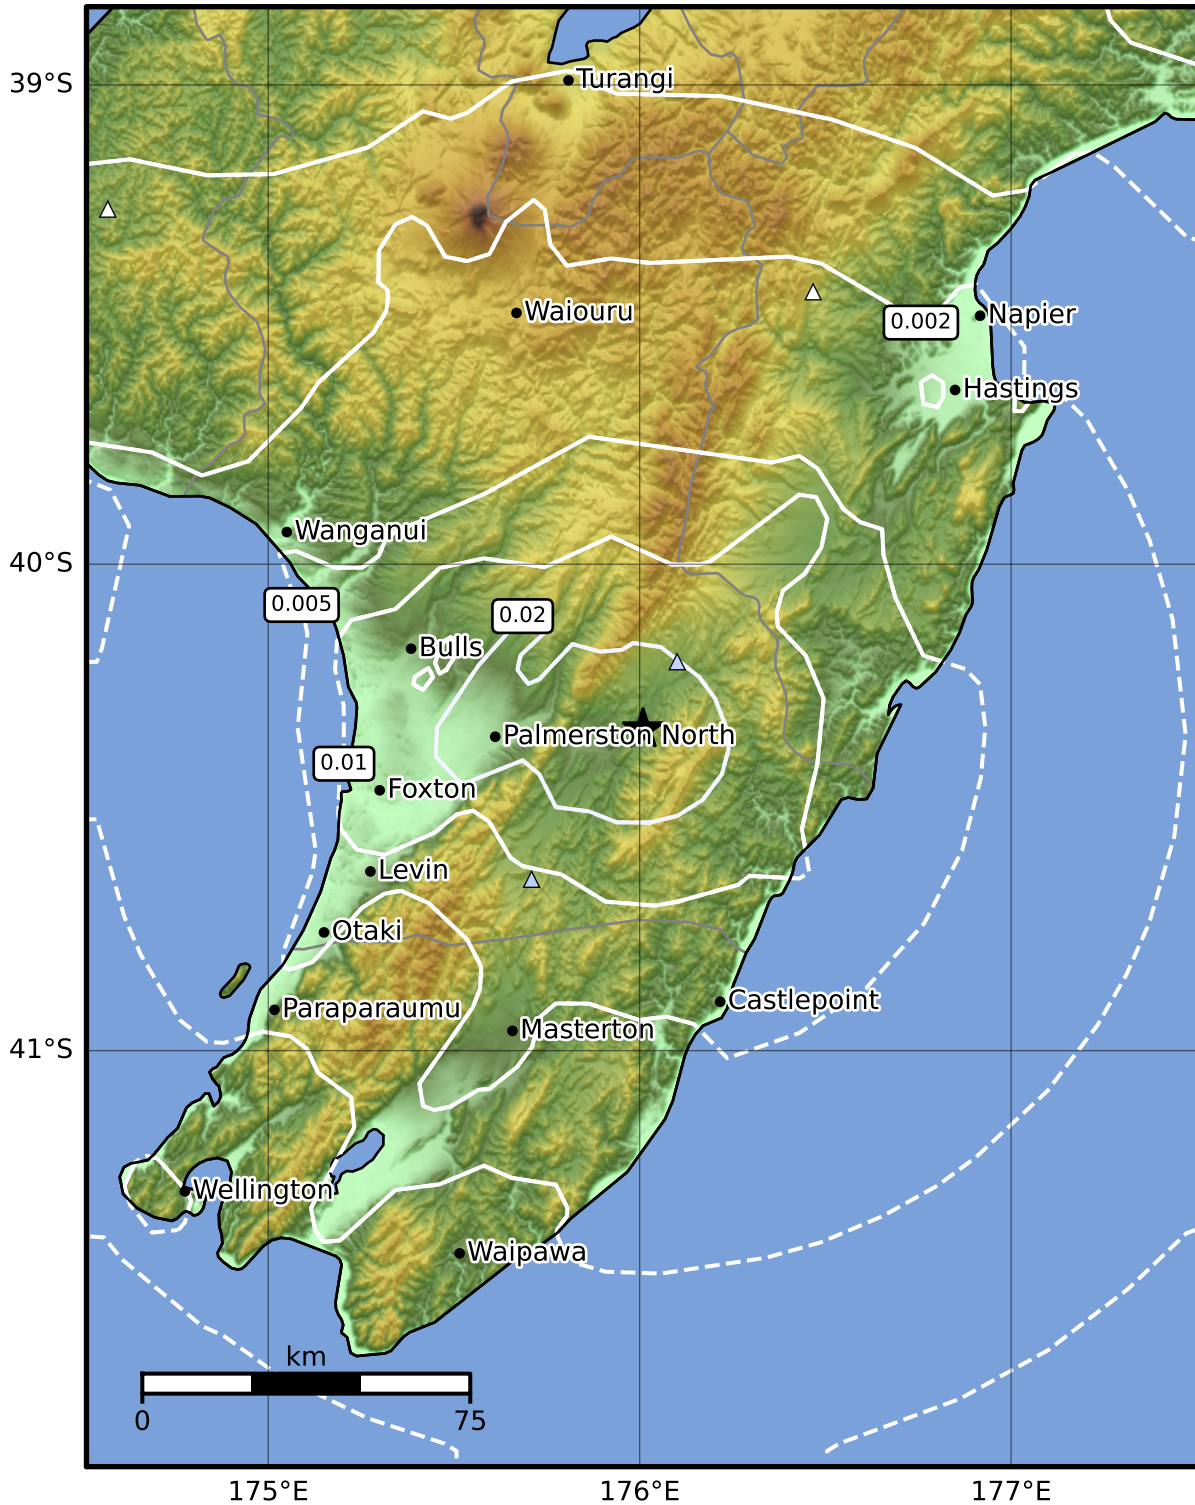 39°S
Turangi
Waiouru
0.002
Napier
Hastings
Wanganui
40°S
0.005
0.02
Bulls
Palmerston North
0.01
Foxton
Levin
Otaki
Castlepoint
Paraparaumu
Masterton
41°S
Wellington
Waipawa
km
0
75
175°E
176°E
177°E